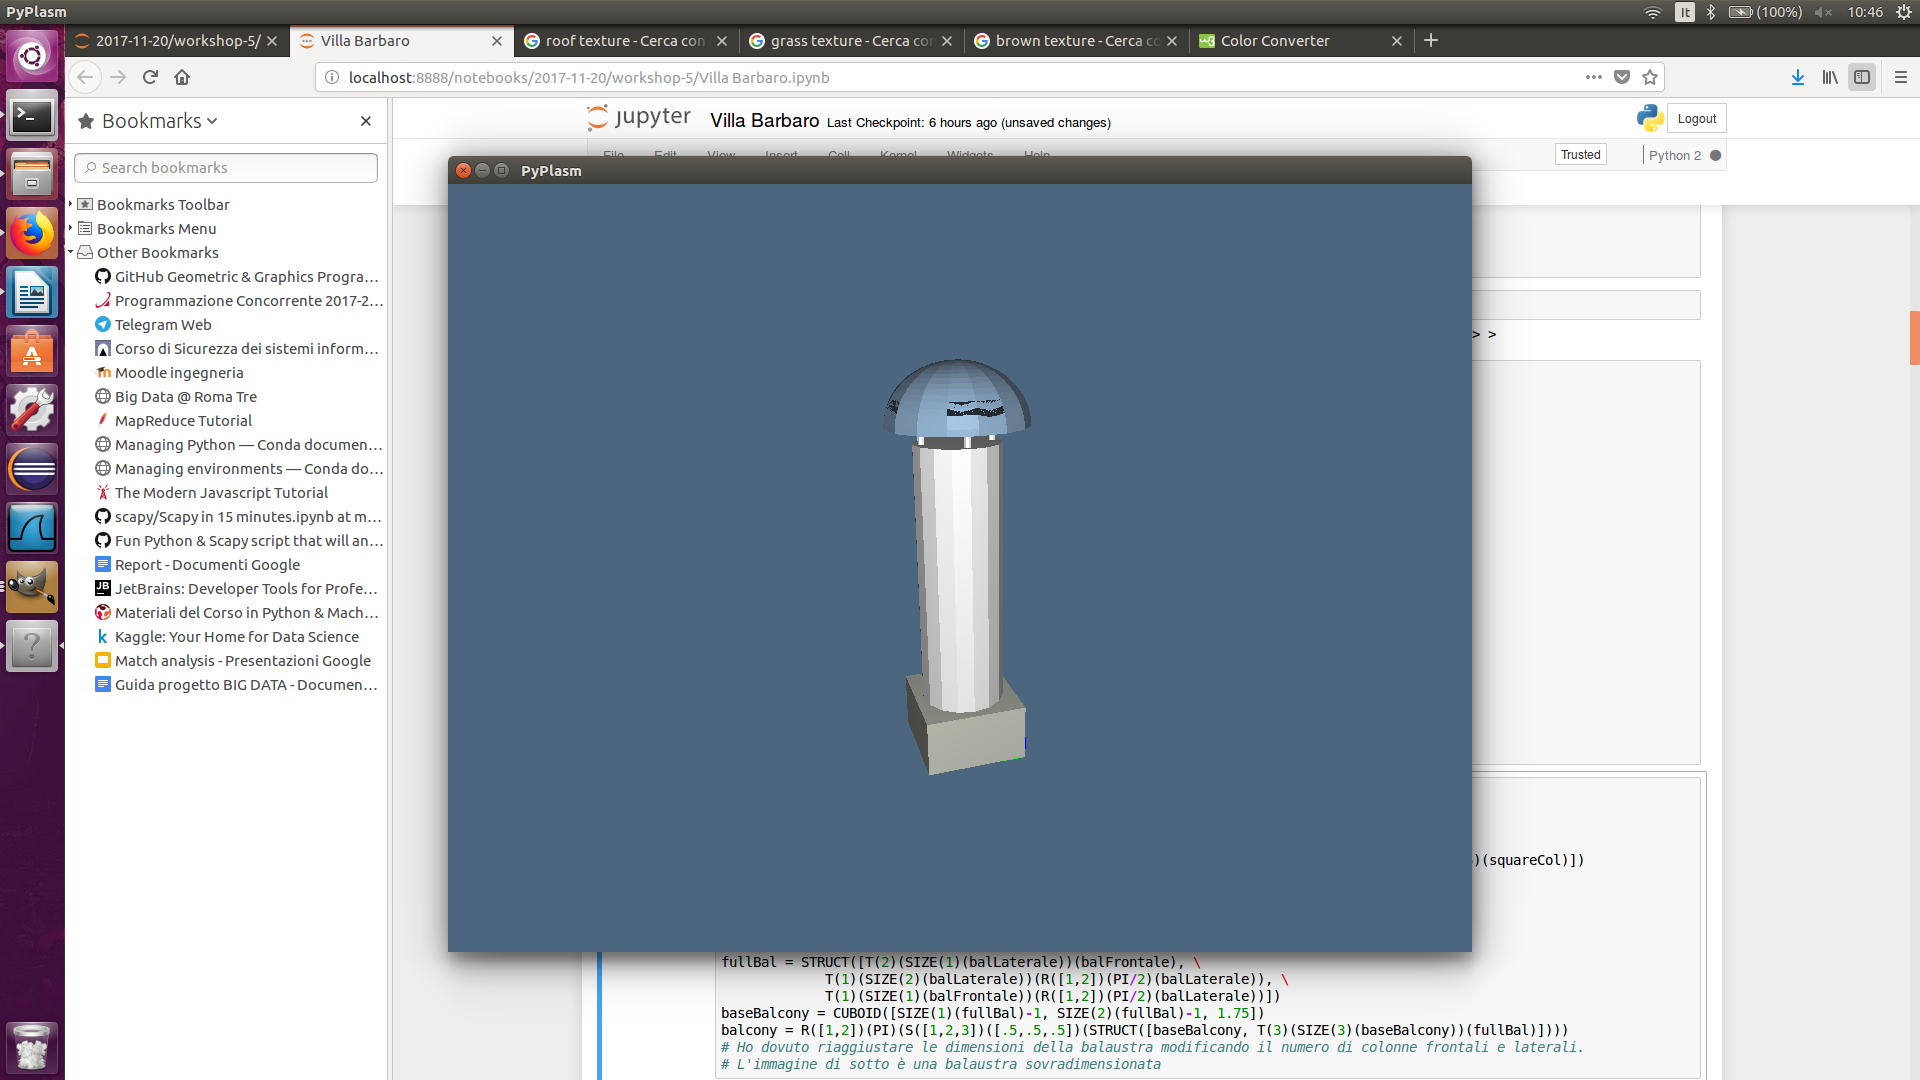 PyPlasm
It
(100%)
10:46
2017-11-20/workshop-5/
Villa Barbaro
roof texture - Cerca con
grass texture - Cerca con
brown texture - Cerca co
Color Converter
localhost:8888/notebooks/2017-11-20/workshop-5/Villa Barbaro.ipynb
Bookmarks
Search bookmarks
Bookmarks Toolbar
Bookmarks Menu
Other Bookmarks
GitHub Geometric & Graphics Progra…
Programmazione Concorrente 2017-2…
Telegram Web
Corso di Sicurezza dei sistemi inform…
Moodle ingegneria
Big Data @ Roma Tre
MapReduce Tutorial
Managing Python — Conda documen…
Managing environments — Conda do…
The Modern Javascript Tutorial
scapy/Scapy in 15 minutes.ipynb at m…
Fun Python & Scapy script that will an…
Report - Documenti Google
JetBrains: Developer Tools for Profe…
Materiali del Corso in Python & Mach…
Kaggle: Your Home for Data Science
Match analysis - Presentazioni Google
Guida progetto BIG DATA - Documen…
jupyter
Villa Barbaro Last Checkpoint: 6 hours ago (unsaved changes)
Logout
File Edit View Insert Cell Kernel Widgets Help
Trusted
Python 2
PyPlasm
> >
)(squareCol)])
fullBal = STRUCT([T(2)(SIZE(1)(balLaterale))(balFrontale), \
T(1)(SIZE(2)(balLaterale))(R([1,2])(PI/2)(balLaterale)), \
T(1)(SIZE(1)(balFrontale))(R([1,2])(PI/2)(balLaterale))])
baseBalcony = CUBOID([SIZE(1)(fullBal)-1, SIZE(2)(fullBal)-1, 1.75])
balcony = R([1,2])(PI)(S([1,2,3])([.5,.5,.5])(STRUCT([baseBalcony, T(3)(SIZE(3)(baseBalcony))(fullBal)])))
# Ho dovuto riaggiustare le dimensioni della balaustra modificando il numero di colonne frontali e laterali.
# L'immagine di sotto è una balaustra sovradimensionata